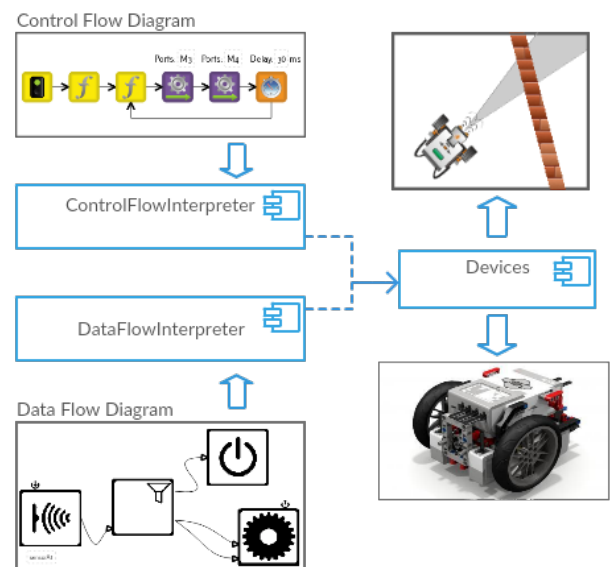 Control Flow Diagram
Ports: M3 Ports: M4 Delay: 30 ms
ControlFlowInterpreter
Devices
DataFlowInterpreter
Data Flow Diagram